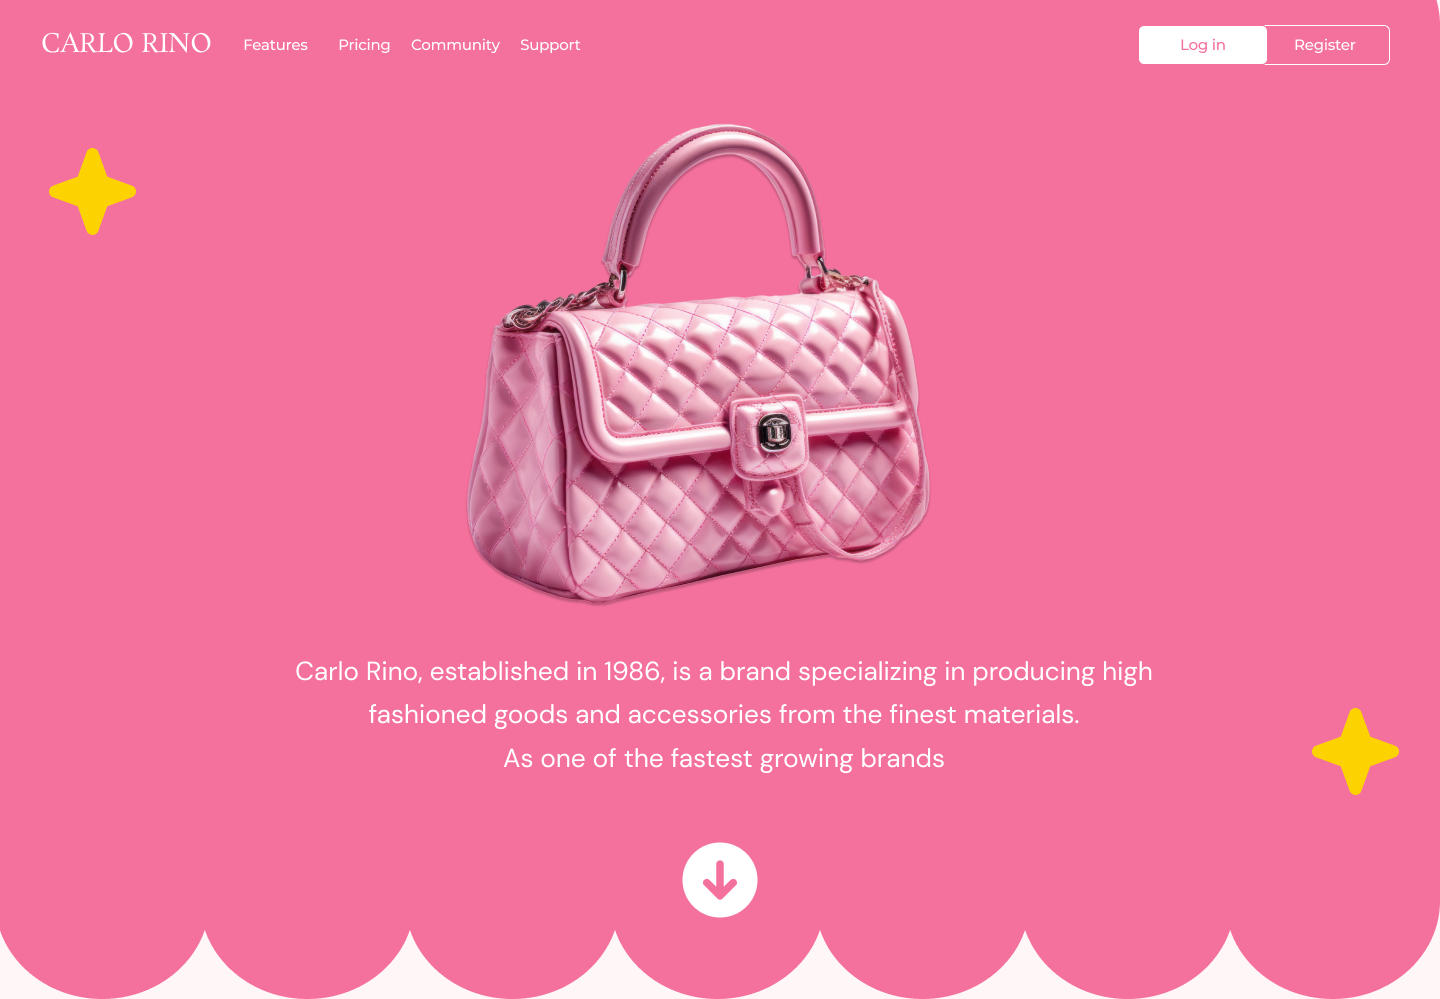 CARLO RINO Features Pricing Community Support Log in Register
Carlo Rino, established in 1986, is a brand specializing in producing high
fashioned goods and accessories from the finest materials.
As one of the fastest growing brands